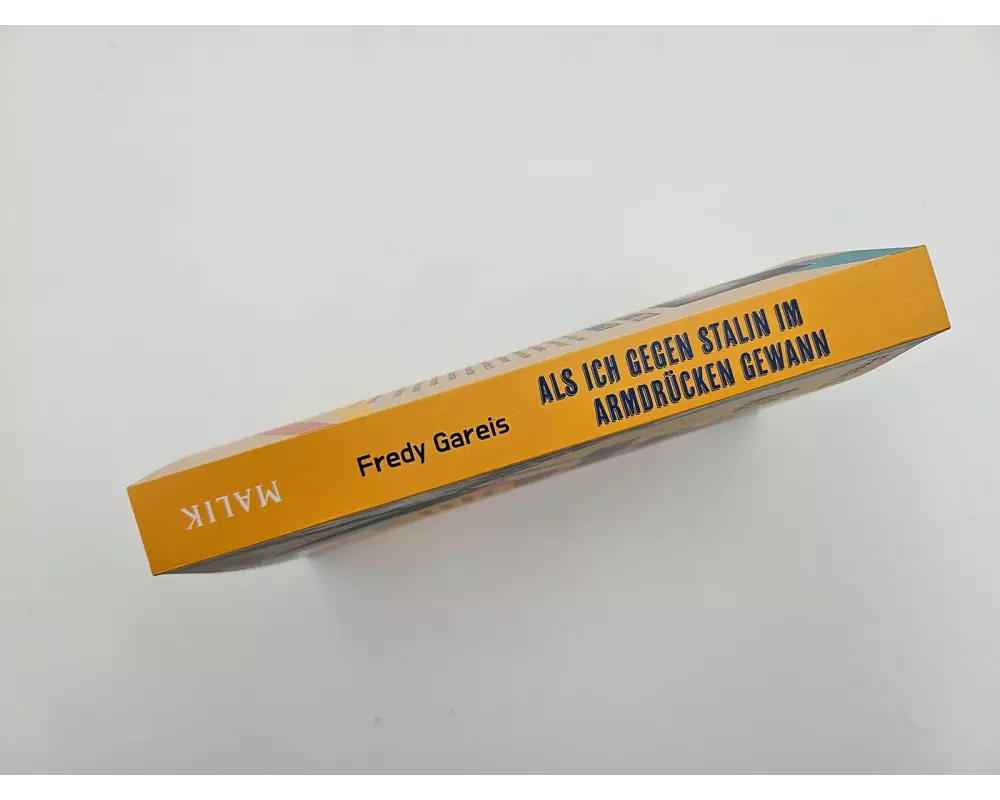 MALIK
Fredy Gareis
ALS ICH GEGEN STALIN IM
ARMDRÜCKEN GEWANN